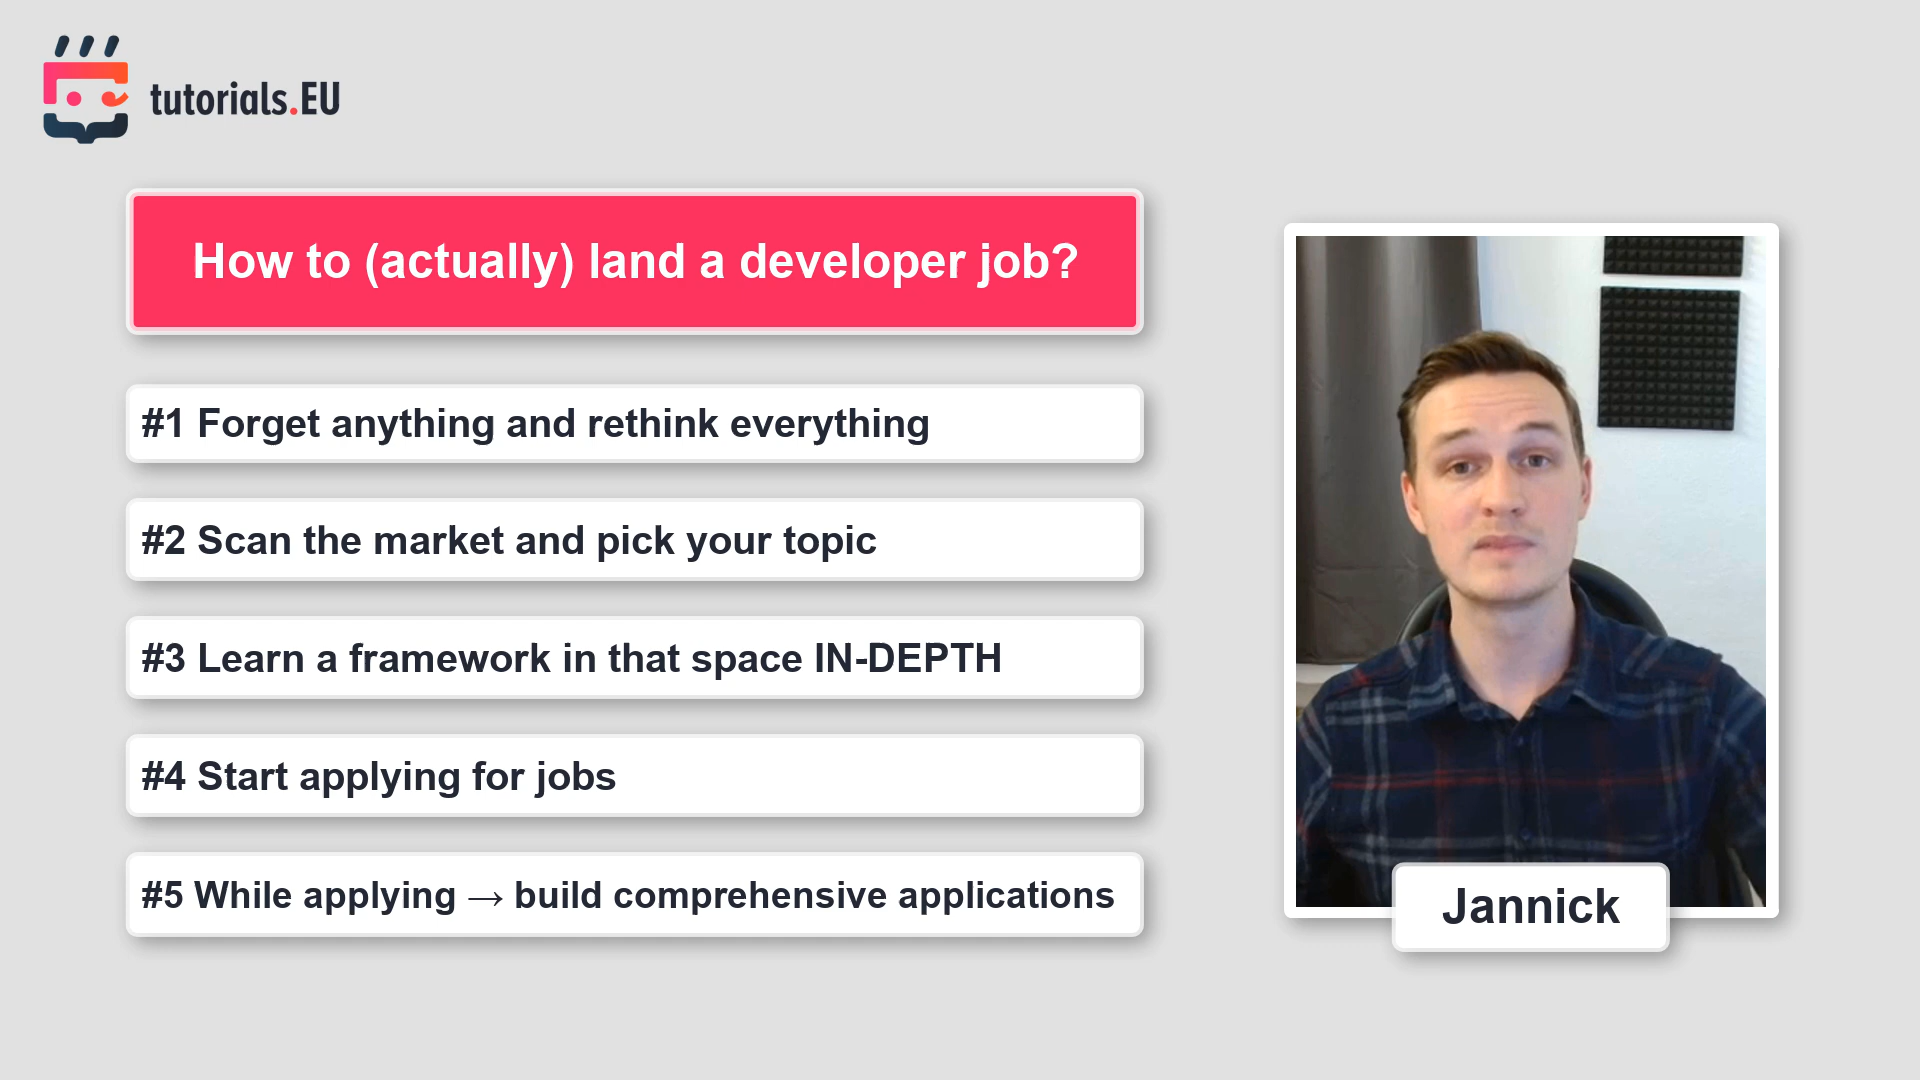 tutorials.EU
How to (actually) land a developer job?
#1 Forget anything and rethink everything
#2 Scan the market and pick your topic
#3 Learn a framework in that space IN-DEPTH
#4 Start applying for jobs
#5 While applying → build comprehensive applications
Jannick